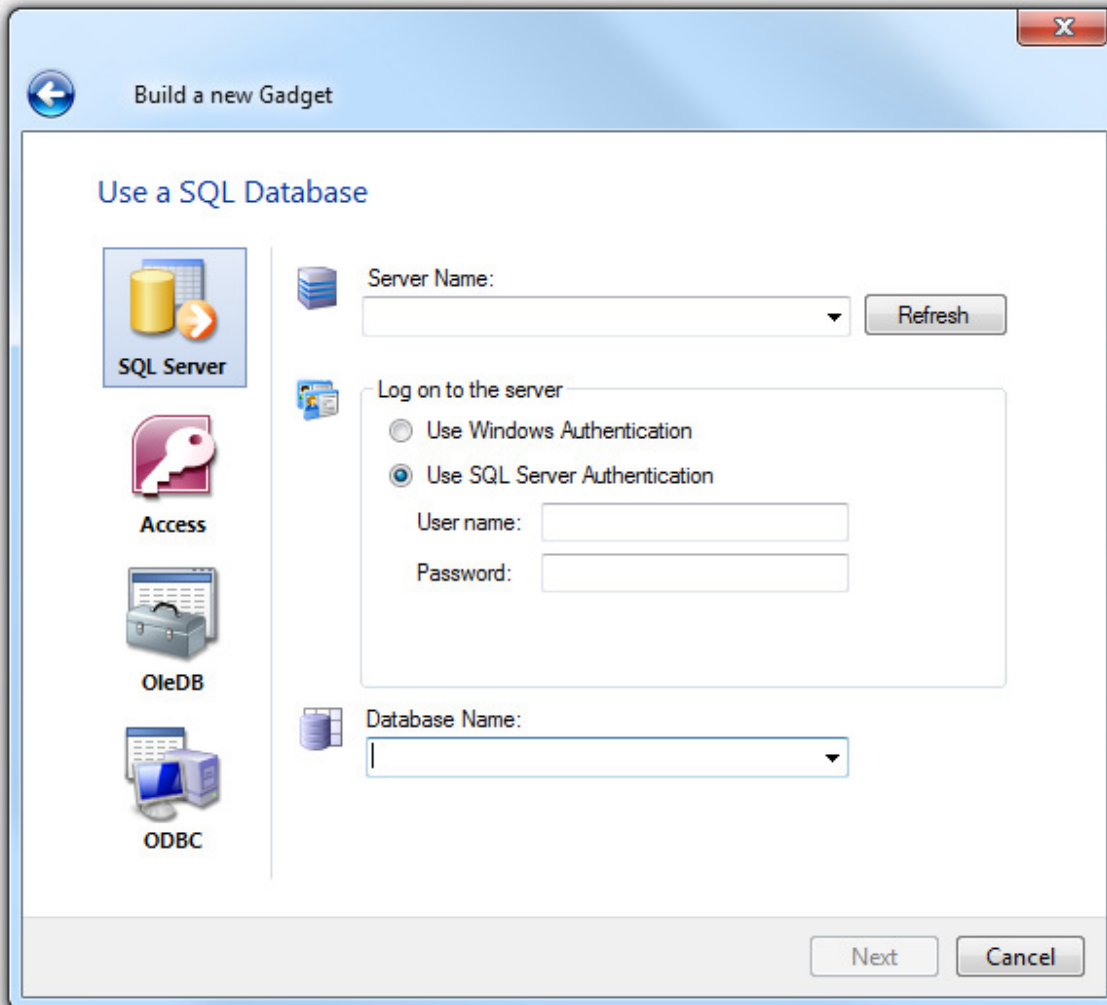 Build a new Gadget
Use a SQL Database
SQL Server
Access
OleDB
ODBC
Server Name:
Refresh
Log on to the server
Use Windows Authentication
Use SQL Server Authentication
User name:
Password:
Database Name:
Next
Cancel